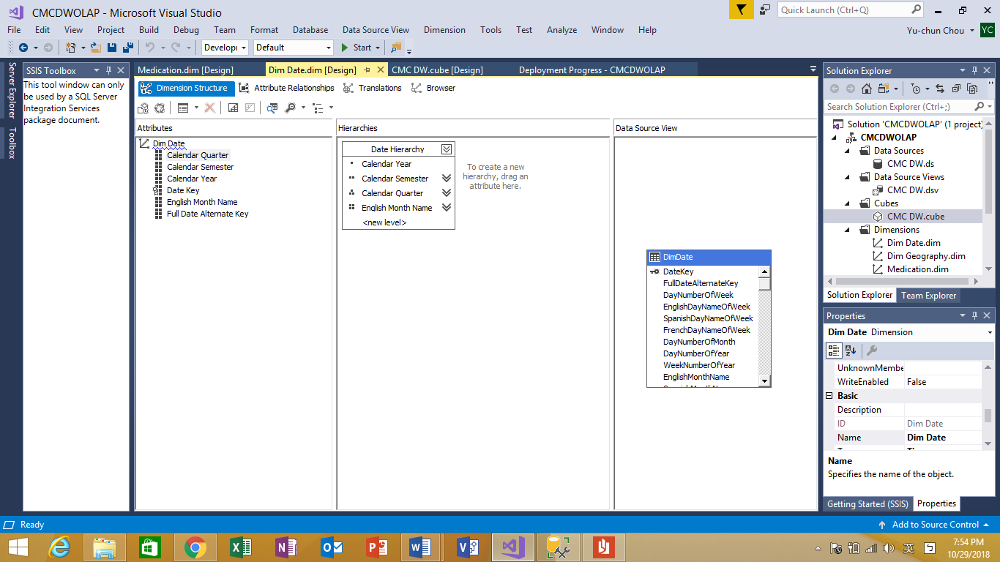 CMCDWOLAP - Microsoft Visual Studio
Quick Launch (Ctrl+Q)
File Edit View Project Build Debug Team Format Database Data Source View Dimension Tools Test Analyze Window Help
Yu-chun Chou YC
Developı Default Start
Server Explorer
Toolbox
SSIS Toolbox
This tool window can only
be used by a SQL Server
Integration Services
package document.
Medication.dim [Design] Dim Date.dim [Design] CMC DW.cube [Design] Deployment Progress - CMCDWOLAP
Dimension Structure Attribute Relationships Translations Browser
Attributes
Dim Date
Calendar Quarter
Calendar Semester
Calendar Year
Date Key
English Month Name
Full Date Alternate Key
Hierarchies
Date Hierarchy
Calendar Year
Calendar Semester
Calendar Quarter
English Month Name
<new level>
To create a new
hierarchy, drag an
attribute here.
Data Source View
DimDate
DateKey
FullDateAlternateKey
DayNumberOfWeek
EnglishDayNameOfWeek
SpanishDayNameOfWeek
FrenchDayNameOfWeek
DayNumberOfMonth
DayNumberOfYear
WeekNumberOfYear
EnglishMonthName
Solution Explorer
Search Solution Explorer (Ctrl+;)
Solution 'CMCDWOLAP' (1 project)
CMCDWOLAP
Data Sources
CMC DW.ds
Data Source Views
CMC DW.dsv
Cubes
CMC DW.cube
Dimensions
Dim Date.dim
Dim Geography.dim
Medication.dim
Solution Explorer Team Explorer
Properties
Dim Date Dimension
UnknownMembe
WriteEnabled False
Basic
Description
ID Dim Date
Name Dim Date
Name
Specifies the name of the object.
Getting Started (SSIS) Properties
Ready
Add to Source Control
英
7:54 PM
10/29/2018